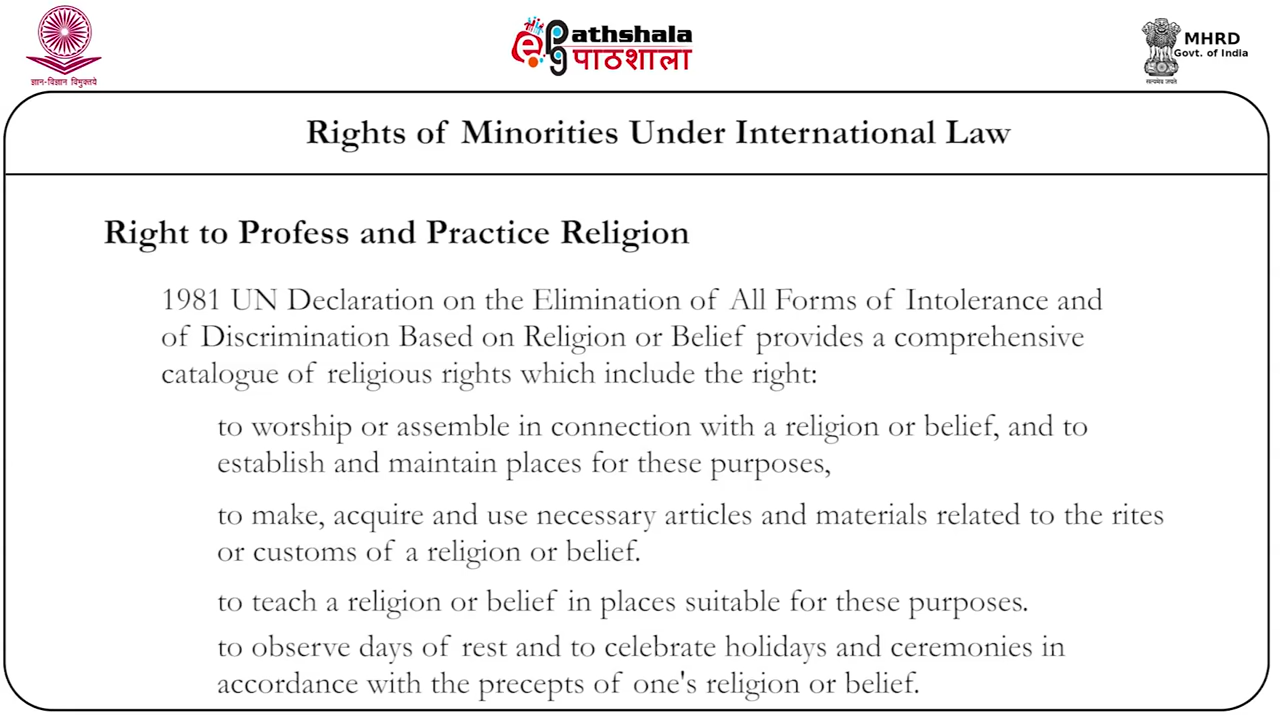 ज्ञान-विज्ञान विमुक्तये
epg Pathshala
पाठशाला
MHRD
Govt. of India
सत्यमेव जयते
Rights of Minorities Under International Law
Right to Profess and Practice Religion
1981 UN Declaration on the Elimination of All Forms of Intolerance and
of Discrimination Based on Religion or Belief provides a comprehensive
catalogue of religious rights which include the right:
to worship or assemble in connection with a religion or belief, and to
establish and maintain places for these purposes,
to make, acquire and use necessary articles and materials related to the rites
or customs of a religion or belief.
to teach a religion or belief in places suitable for these purposes.
to observe days of rest and to celebrate holidays and ceremonies in
accordance with the precepts of one's religion or belief.